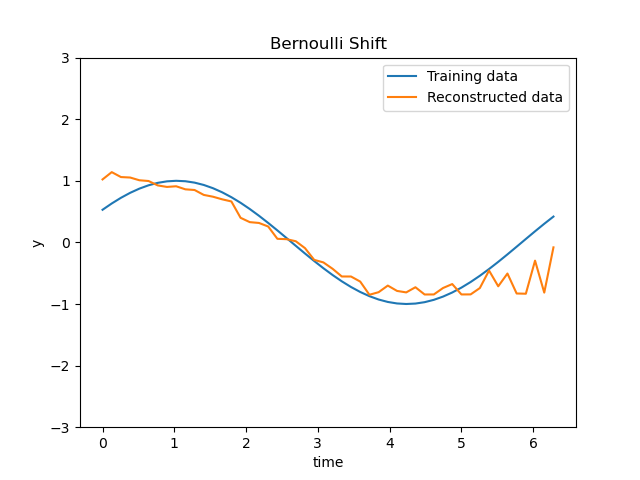 Bernoulli Shift
Training data
Reconstructed data
3
2
1
0
−1
−2
−3
y
0
1
2
3
4
5
6
time